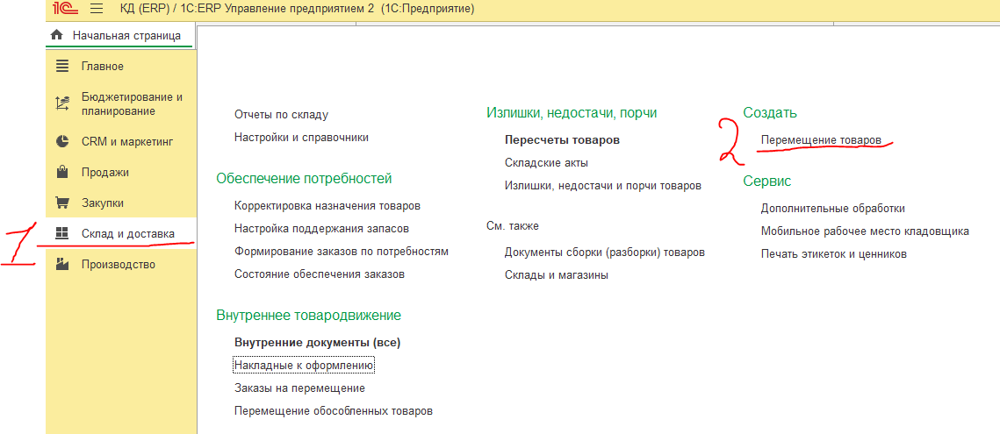 1С КД (ERP) / 1С:ERP Управление предприятием 2 (1С:Предприятие)
Начальная страница
Главное
Бюджетирование и
планирование
CRM и маркетинг
Продажи
Закупки
1 Склад и доставка
Производство
Отчеты по складу
Настройки и справочники
Обеспечение потребностей
Корректировка назначения товаров
Настройка поддержания запасов
Формирование заказов по потребностям
Состояние обеспечения заказов
Внутреннее товародвижение
Внутренние документы (все)
Накладные к оформлению
Заказы на перемещение
Перемещение обособленных товаров
Излишки, недостачи, порчи
Пересчеты товаров
Складские акты
Излишки, недостачи и порчи товаров
См. также
Документы сборки (разборки) товаров
Склады и магазины
Создать
2 Перемещение товаров
Сервис
Дополнительные обработки
Мобильное рабочее место кладовщика
Печать этикеток и ценников